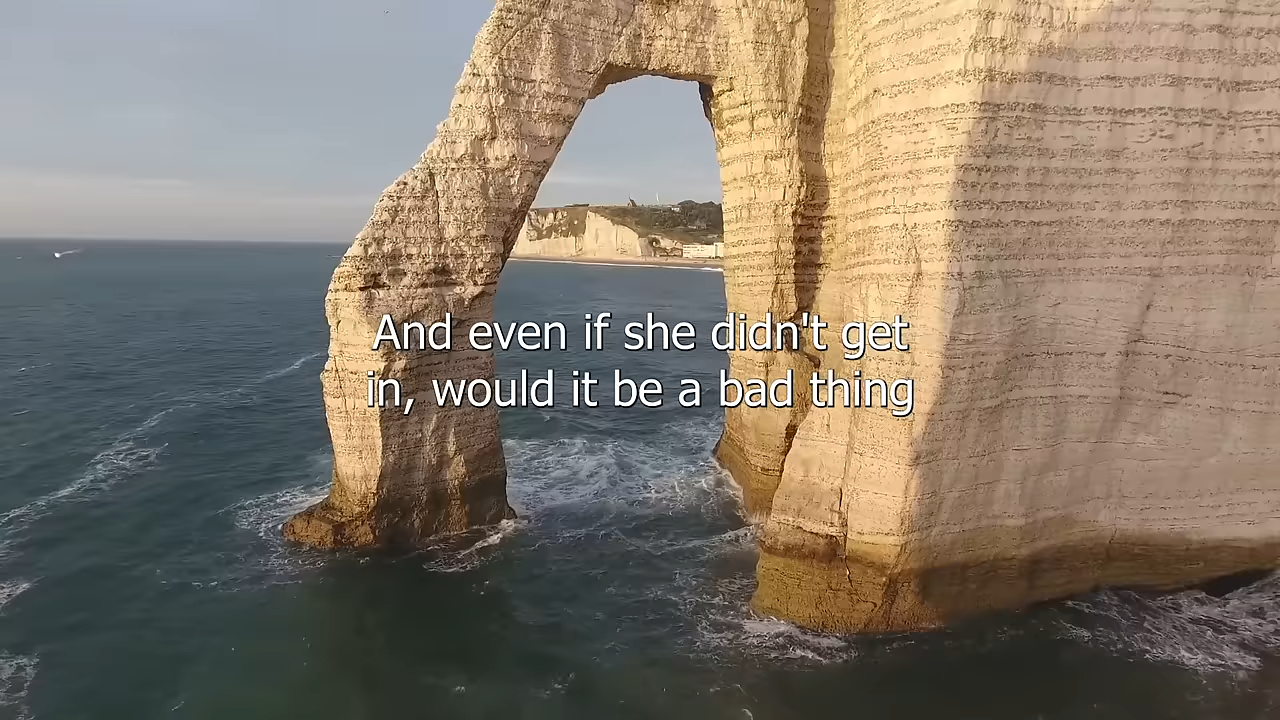 And even if she didn't get
in, would it be a bad thing